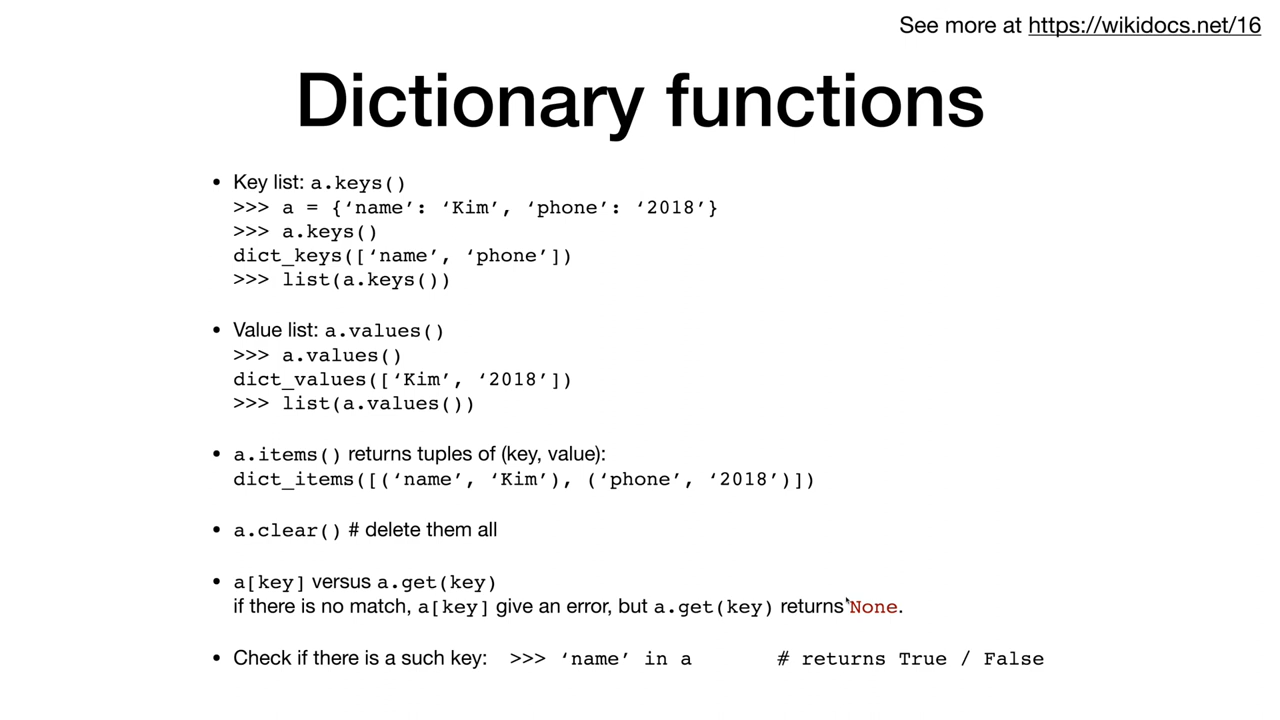 See more at https://wikidocs.net/16
Dictionary functions
• Key list: a.keys()
>>> a = {‘name’: ‘Kim’, ‘phone’: ‘2018’}
>>> a.keys()
dict_keys([‘name’, ‘phone’])
>>> list(a.keys())
• Value list: a.values()
>>> a.values()
dict_values([‘Kim’, ‘2018’])
>>> list(a.values())
• a.items() returns tuples of (key, value):
dict_items([(‘name’, ‘Kim’), (‘phone’, ‘2018’)])
• a.clear() # delete them all
• a[key] versus a.get(key)
if there is no match, a[key] give an error, but a.get(key) returns None.
• Check if there is a such key: >>> ‘name’ in a # returns True / False